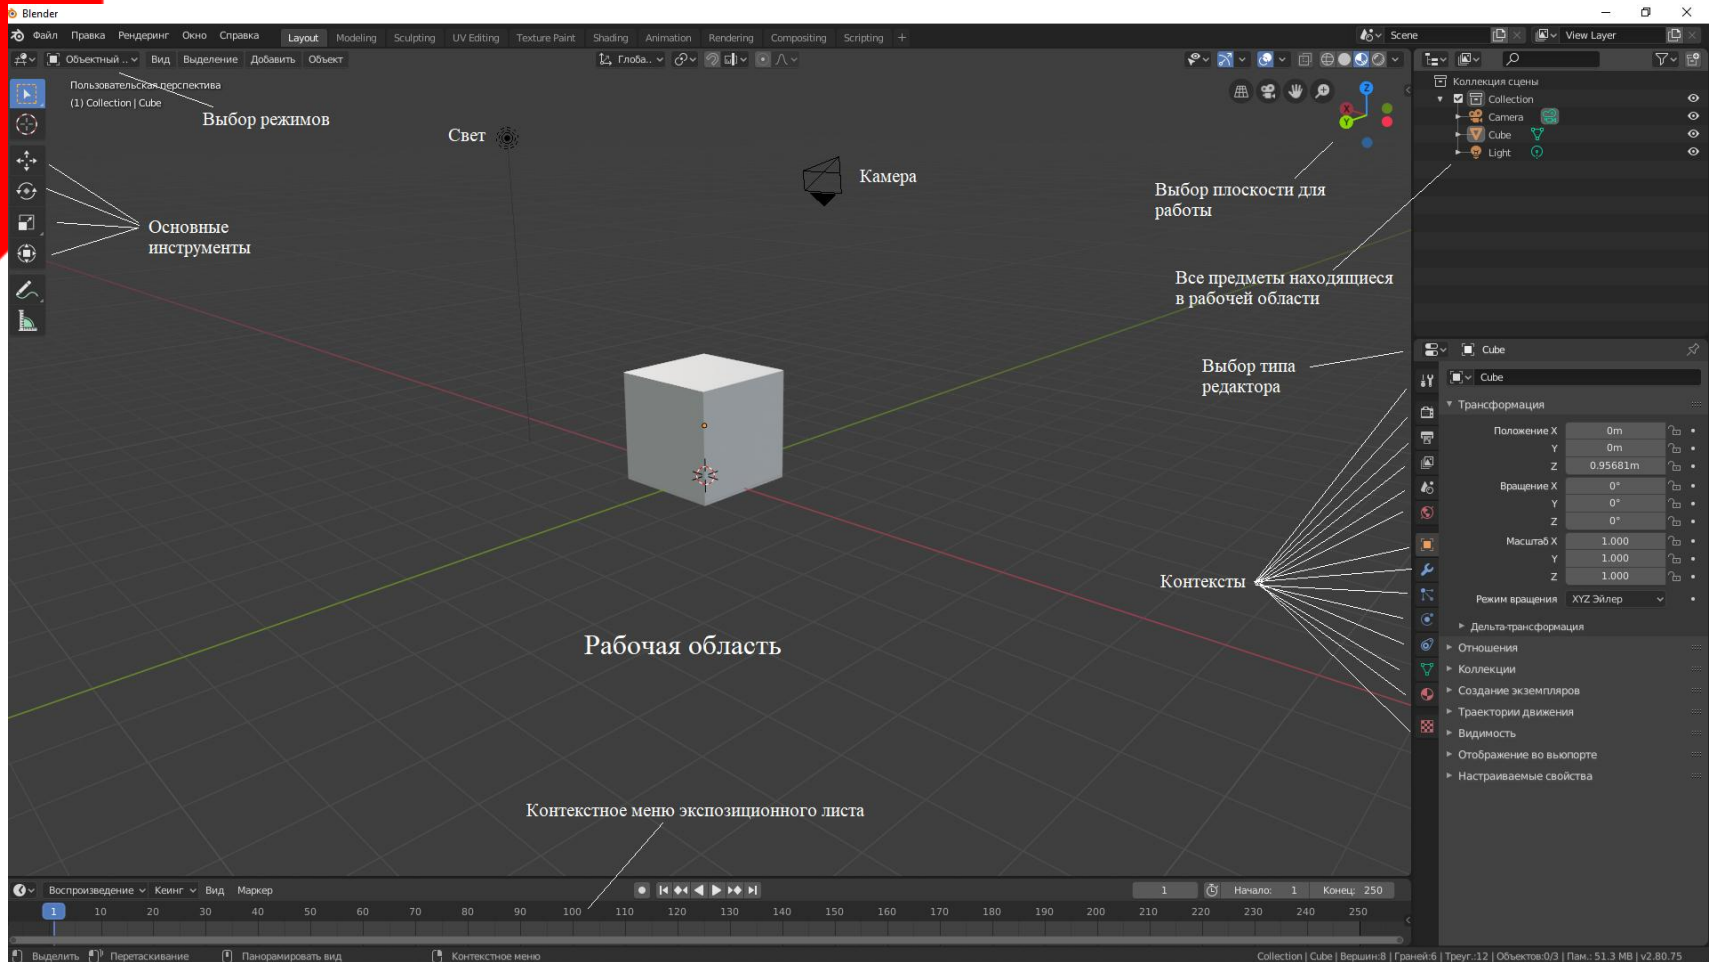 Blender
Файл Правка Рендеринг Окно Справка Layout Modeling Sculpting UV Editing Texture Paint Shading Animation Rendering Compositing Scripting + Scene View Layer
Объектный .. Вид Выделение Добавить Объект Глоба..
Пользовательская перспектива
(1) Collection | Cube
Выбор режимов
Свет
Камера
Основные
инструменты
Выбор плоскости для
работы
Все предметы находящиеся
в рабочей области
Выбор типа
редактора
Контексты
Рабочая область
Контекстное меню экспозиционного листа
X
Y
Z
Коллекция сцены
Collection
Camera
Cube
Light
Cube
Cube
Трансформация
Положение X 0m
Y 0m
Z 0.95681m
Вращение X 0°
Y 0°
Z 0°
Масштаб X 1.000
Y 1.000
Z 1.000
Режим вращения XYZ Эйлер
Дельта-трансформация
Отношения
Коллекции
Создание экземпляров
Траектории движения
Видимость
Отображение во вьюпорте
Настраиваемые свойства
Воспроизведение Кеинг Вид Маркер 1 Начало: 1 Конец: 250
1 10 20 30 40 50 60 70 80 90 100 110 120 130 140 150 160 170 180 190 200 210 220 230 240 250
Выделить Перетаскивание Панорамировать вид Контекстное меню Collection | Cube | Вершин:8 | Граней:6 | Треуг.:12 | Объектов:0/3 | Пам.: 51.3 MB | v2.80.75